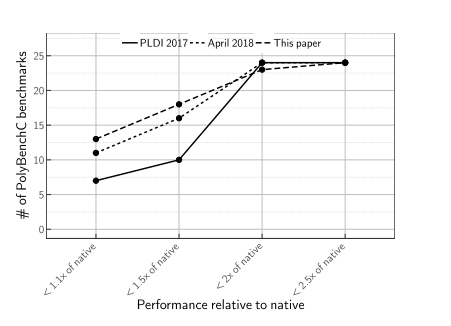 PLDI 2017 April 2018 This paper
# of PolyBenchC benchmarks
25
20
15
10
5
0
< 1.1x of native
< 1.5x of native
< 2x of native
< 2.5x of native
Performance relative to native